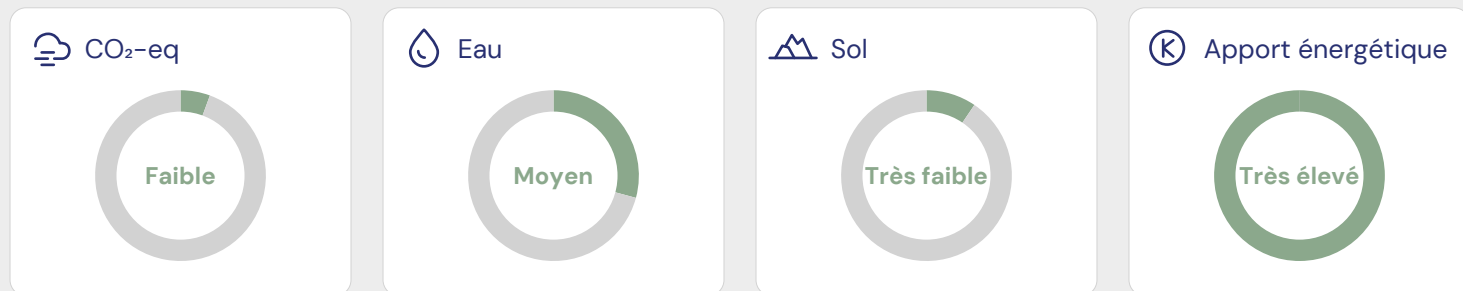 CO₂-eq
Faible
Eau
Moyen
Sol
Très faible
Apport énergétique
Très élevé